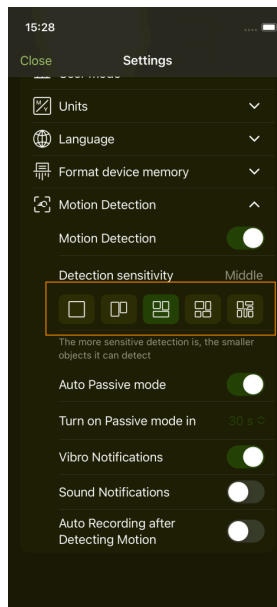 15:28
Close Settings
User mode
Units
Language
Format device memory
Motion Detection
Motion Detection
Detection sensitivity Middle
The more sensitive detection is, the smaller
objects it can detect
Auto Passive mode
Turn on Passive mode in 30 s
Vibro Notifications
Sound Notifications
Auto Recording after
Detecting Motion